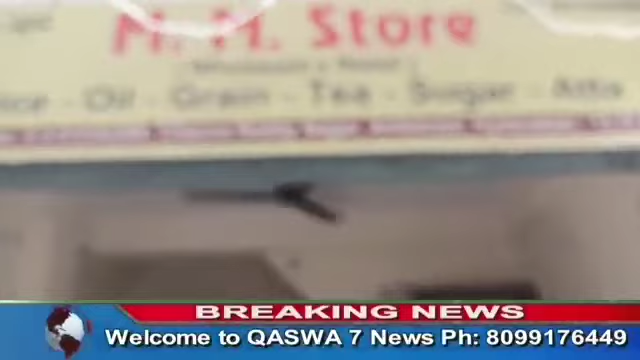 M. M. Store
Oil - Grain - Tea - Sugar - Atta
BREAKING NEWS
Welcome to QASWA 7 News Ph: 8099176449